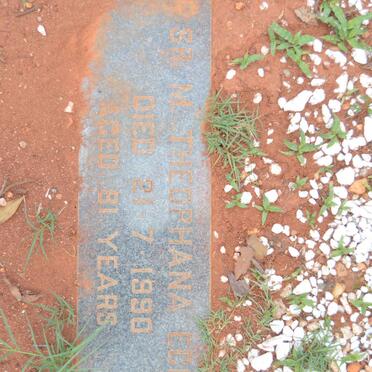 SR. M. THEOPHANA
DIED 21-7-1990
AGED 81 YEARS